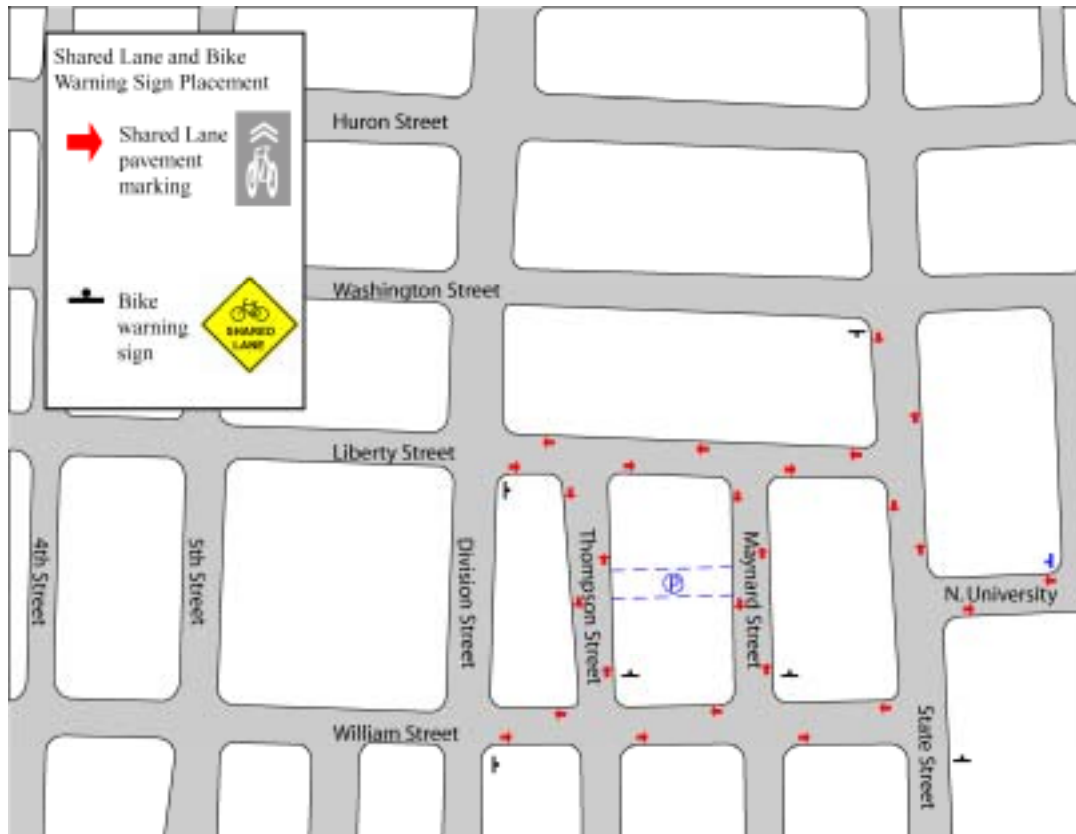 Shared Lane and Bike
Warning Sign Placement
Shared Lane
pavement
marking
Bike
warning
sign
SHARED
LANE
Huron Street
Washington Street
Liberty Street
4th Street
5th Street
Division Street
Thompson Street
P
Maynard Street
N. University
William Street
State Street